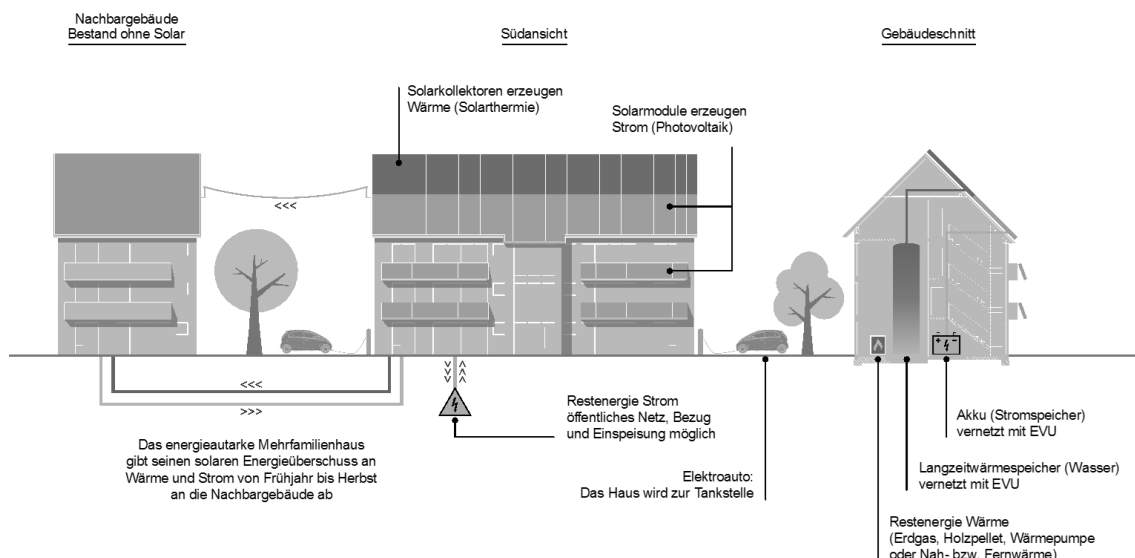 Nachbargebäude
Bestand ohne Solar
Südansicht
Gebäudeschnitt
Solarkollektoren erzeugen
Wärme (Solarthermie)
Solarmodule erzeugen
Strom (Photovoltaik)
<<<
<<<
>>>
Das energieautarke Mehrfamilienhaus
gibt seinen solaren Energieüberschuss an
Wärme und Strom von Frühjahr bis Herbst
an die Nachbargebäude ab
>>>
<<<
Restenergie Strom
öffentliches Netz, Bezug
und Einspeisung möglich
Elektroauto:
Das Haus wird zur Tankstelle
+ -
Akku (Stromspeicher)
vernetzt mit EVU
Langzeitwärmespeicher (Wasser)
vernetzt mit EVU
Restenergie Wärme
(Erdgas, Holzpellet, Wärmepumpe
oder Nah- bzw. Fernwärme)